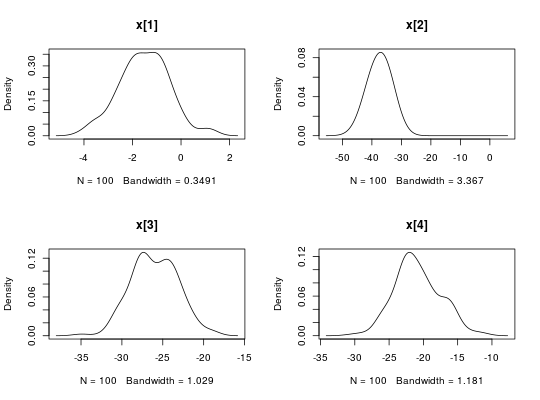 x[1]
Density
0.00 0.15 0.30
-4 -2 0 2
N = 100 Bandwidth = 0.3491
x[2]
Density
0.00 0.04 0.08
-50 -40 -30 -20 -10 0
N = 100 Bandwidth = 3.367
x[3]
Density
0.00 0.06 0.12
-35 -30 -25 -20 -15
N = 100 Bandwidth = 1.029
x[4]
Density
0.00 0.06 0.12
-35 -30 -25 -20 -15 -10
N = 100 Bandwidth = 1.181